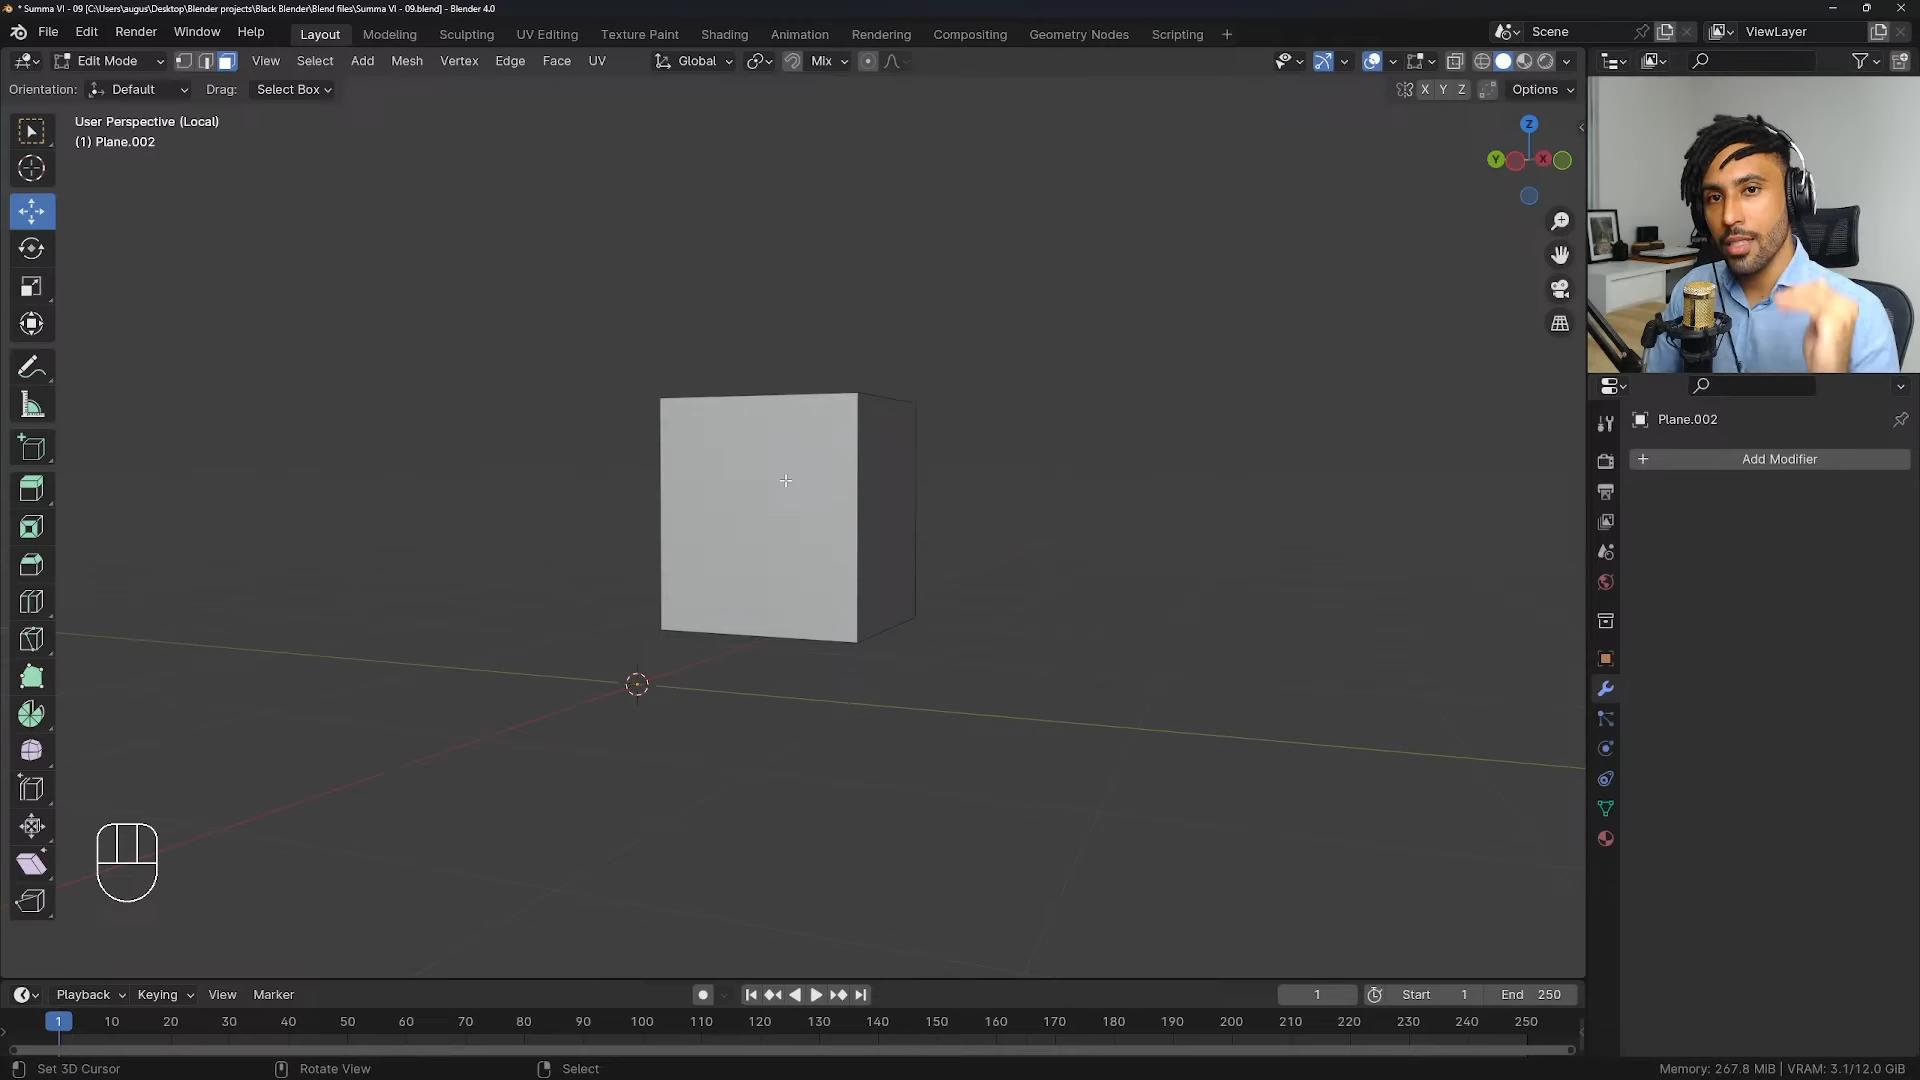 * Summa VI - 09 [C:\Users\augus\Desktop\Blender projects\Black Blender\Blend files\Summa VI - 09.blend] - Blender 4.0
File Edit Render Window Help Layout Modeling Sculpting UV Editing Texture Paint Shading Animation Rendering Compositing Geometry Nodes Scripting + Scene ViewLayer
Edit Mode View Select Add Mesh Vertex Edge Face UV Global Mix
Orientation: Default Drag: Select Box X Y Z Options
User Perspective (Local)
(1) Plane.002
Z
Y X
Plane.002
+ Add Modifier
Playback Keying View Marker 1 Start 1 End 250
1 10 20 30 40 50 60 70 80 90 100 110 120 130 140 150 160 170 180 190 200 210 220 230 240 250
Set 3D Cursor Rotate View Select Memory: 267.8 MiB | VRAM: 3.1/12.0 GiB